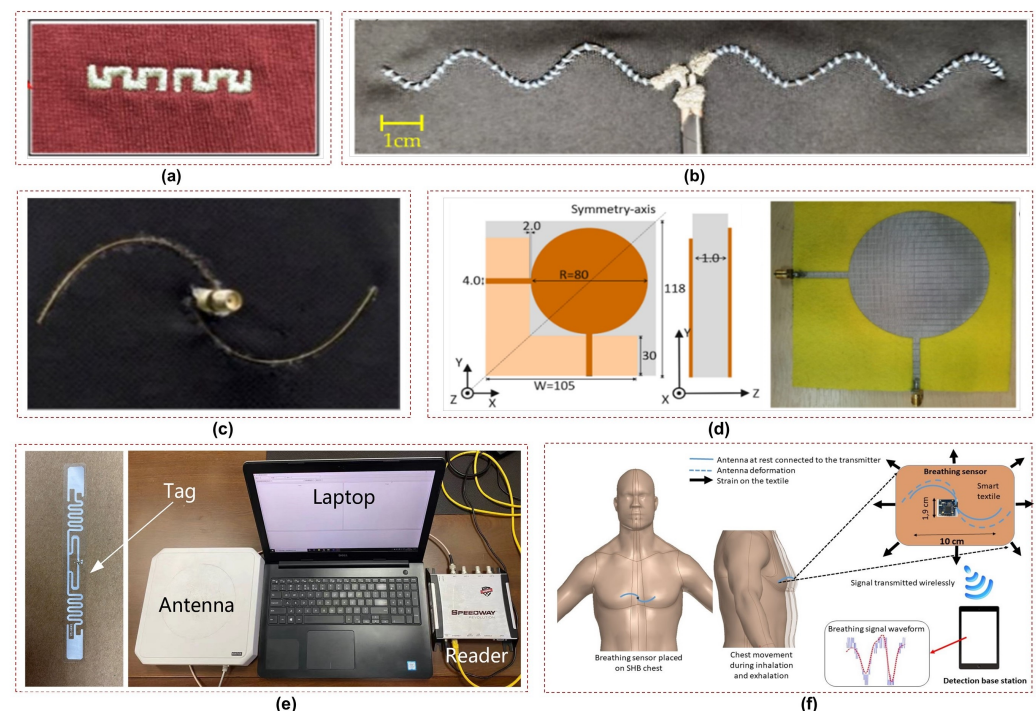 (a)
1cm
(b)
(c)
Symmetry-axis
2.0
4.0
R=80
118
30
W=105
Y
Z
X
1.0
Y
X
Z
(d)
Tag
Antenna
Laptop
SPEEDWAY
Reader
(e)
Antenna at rest connected to the transmitter
Antenna deformation
Strain on the textile
Breathing sensor
Smart
textile
1.9 cm
10 cm
Signal transmitted wirelessly
Breathing signal waveform
Breathing sensor placed
on SHB chest
Chest movement
during inhalation
and exhalation
Detection base station
(f)